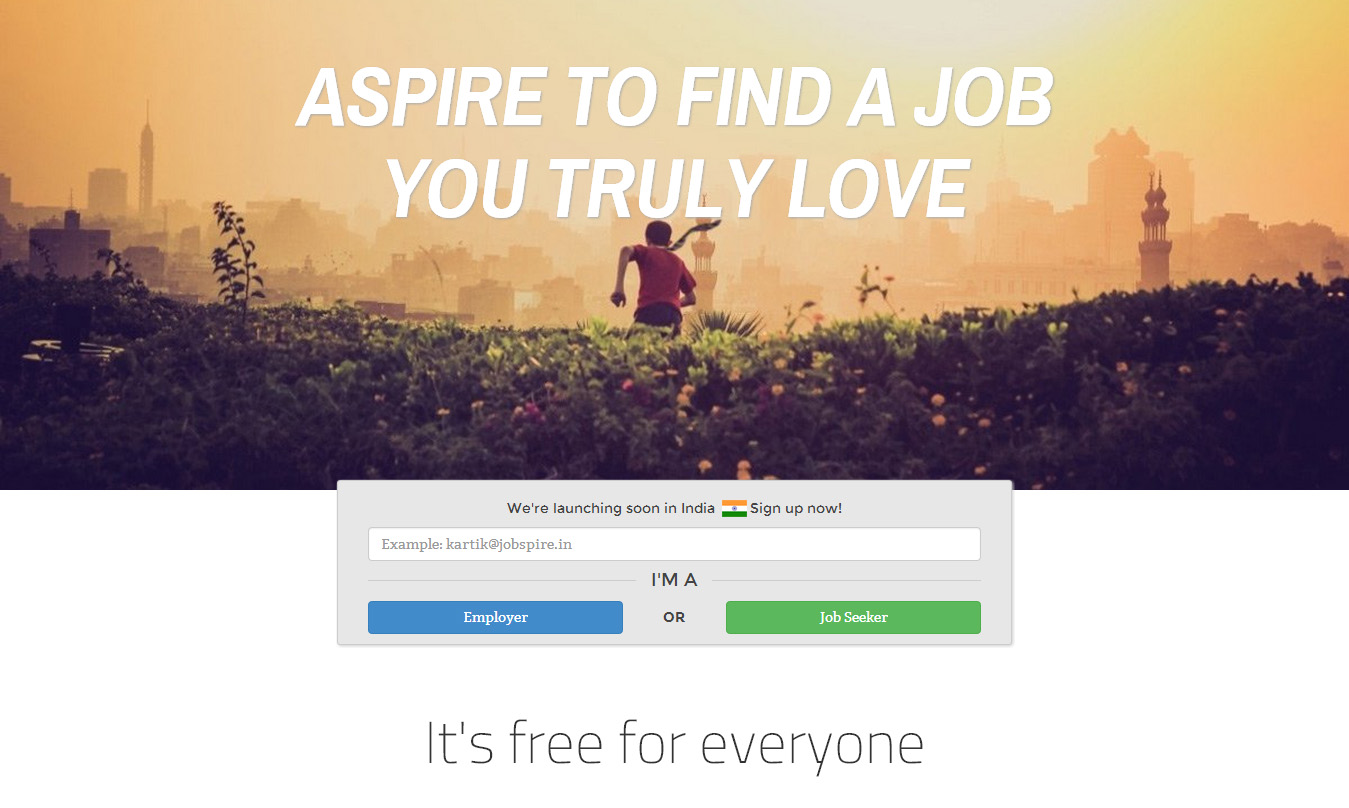 ASPIRE TO FIND A JOB
YOU TRULY LOVE
We're launching soon in India Sign up now!
Example: kartik@jobspire.in
I'M A
Employer OR Job Seeker
It's free for everyone